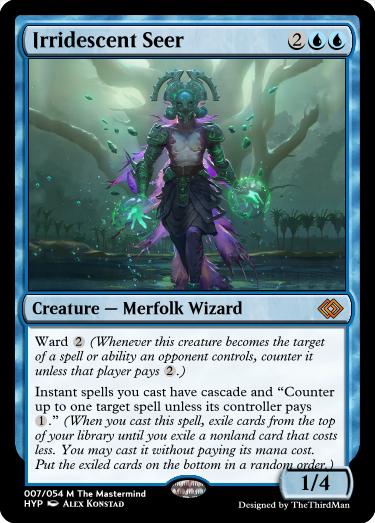 Irridescent Seer 2
Creature — Merfolk Wizard
Ward 2 (Whenever this creature becomes the target
of a spell or ability an opponent controls, counter it
unless that player pays 2.)
Instant spells you cast have cascade and “Counter
up to one target spell unless its controller pays
1.” (When you cast this spell, exile cards from the top
of your library until you exile a nonland card that costs
less. You may cast it without paying its mana cost.
Put the exiled cards on the bottom in a random order.)
1/4
007/054 M The Mastermind
HYP Alex Konstad
Designed by TheThirdMan